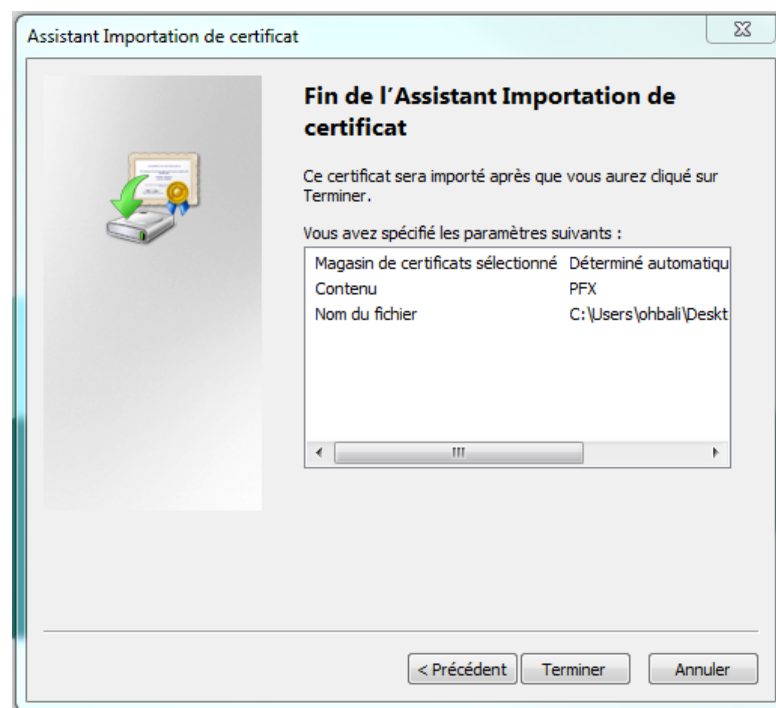 Assistant Importation de certificat
Fin de l’Assistant Importation de
certificat
Ce certificat sera importé après que vous aurez cliqué sur
Terminer.
Vous avez spécifié les paramètres suivants :
Magasin de certificats sélectionné Déterminé automatiqu
Contenu PFX
Nom du fichier C:\Users\ohbali\Deskt
< Précédent Terminer Annuler